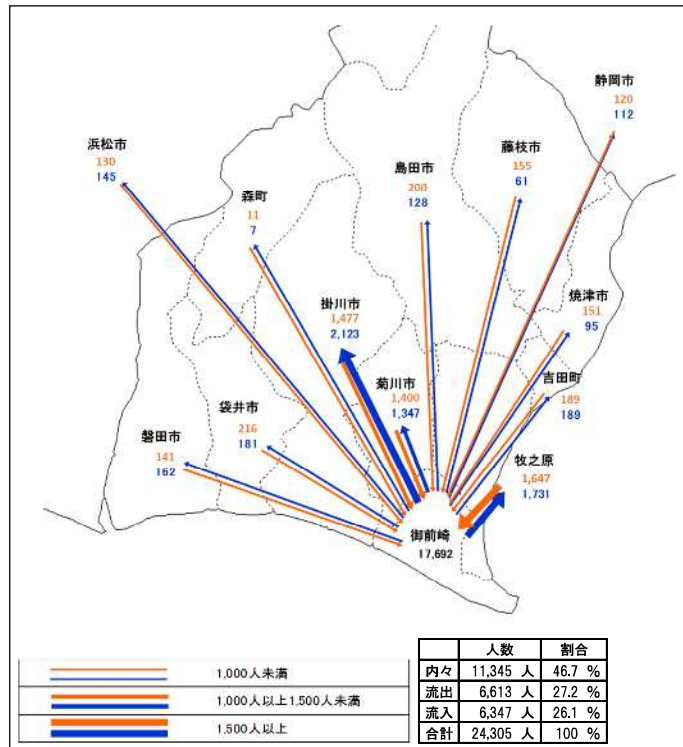 静岡市
120
112
浜松市
130
145
藤枝市
155
61
島田市
200
128
森町
11
7
焼津市
151
95
掛川市
1,477
2,123
吉田町
189
189
菊川市
1,400
1,347
袋井市
216
181
磐田市
141
162
牧之原
1,647
1,731
御前崎
17,692
1,000人未満
1,000人以上1,500人未満
1,500人以上
人数 割合
内々 11,345 人 46.7 %
流出 6,613 人 27.2 %
流入 6,347 人 26.1 %
合計 24,305 人 100 %